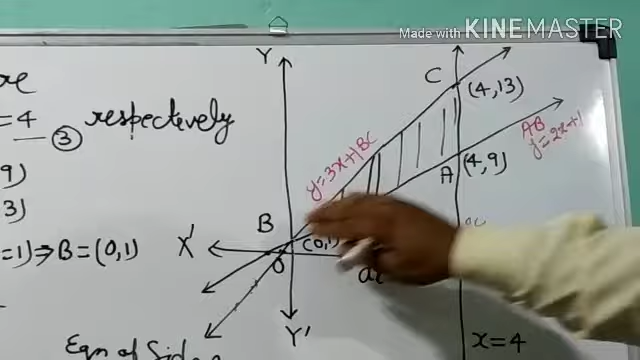 Made with KINEMASTER
re
=4 — ③ respectively
9)
3)
=1) ⇒ B = (0,1)
Eqn of Side
Y
C
(4,13)
y=3x+1 BC
AB
y=2x+1
A (4,9)
B
(0,1)
X'
O
Y'
x=4